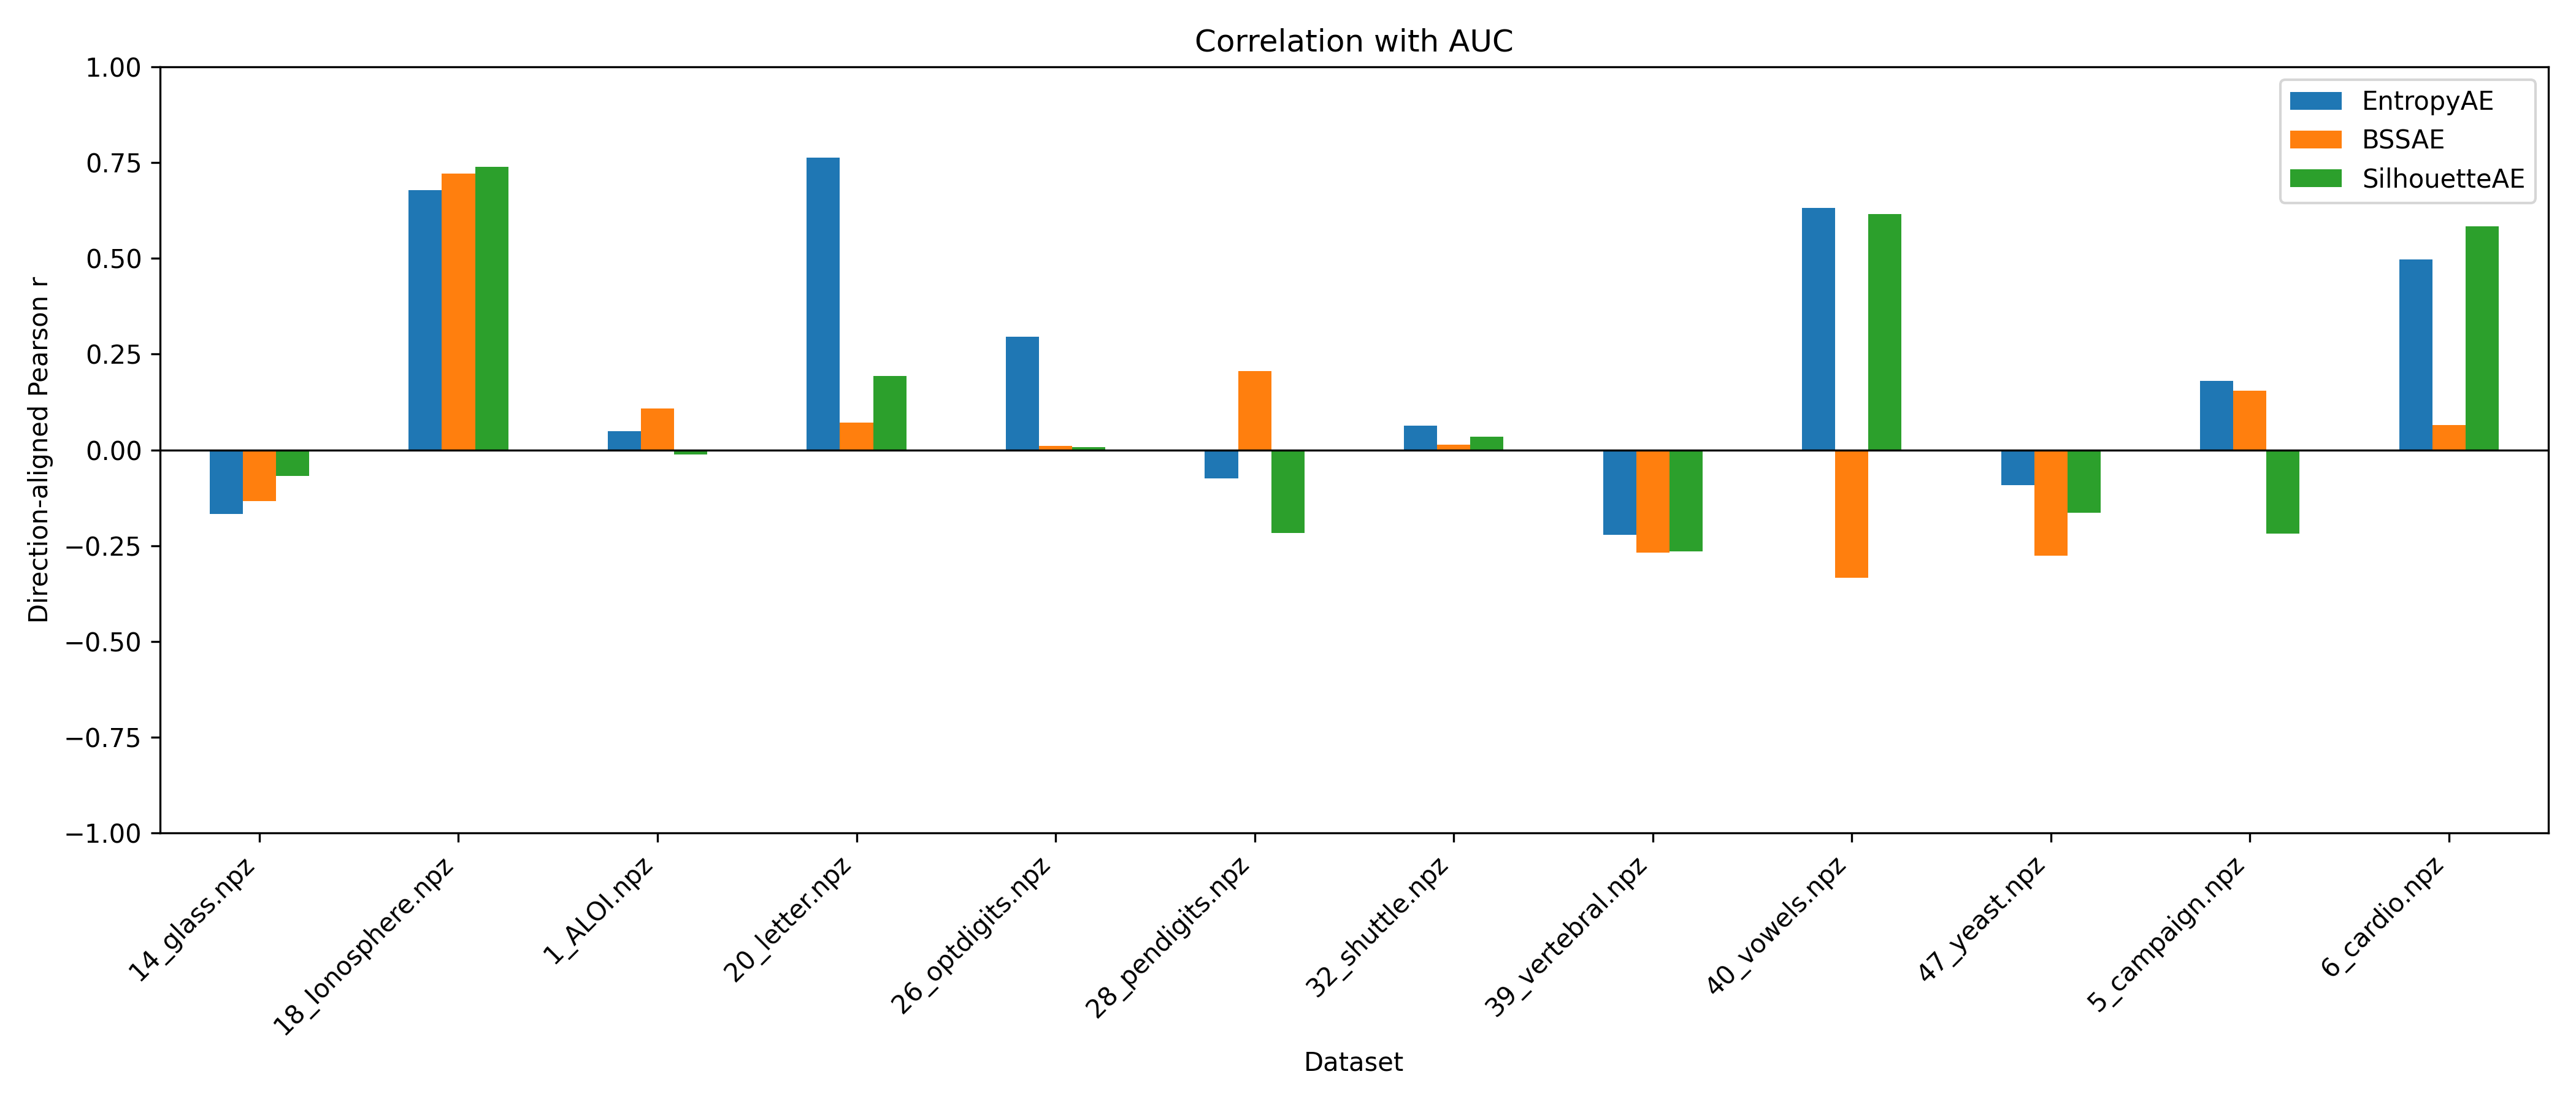 Correlation with AUC
EntropyAE
BSSAE
SilhouetteAE
Direction-aligned Pearson r
1.00
0.75
0.50
0.25
0.00
−0.25
−0.50
−0.75
−1.00
14_glass.npz
18_Ionosphere.npz
1_ALOI.npz
20_letter.npz
26_optdigits.npz
28_pendigits.npz
32_shuttle.npz
39_vertebral.npz
40_vowels.npz
47_yeast.npz
5_campaign.npz
6_cardio.npz
Dataset